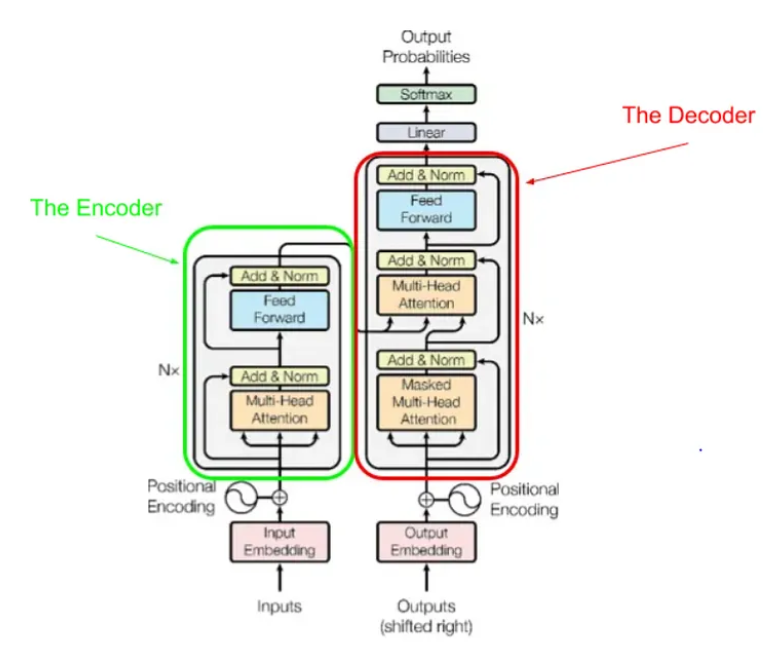 Output
Probabilities
Softmax
Linear
The Decoder
Add & Norm
Feed
Forward
The Encoder
Add & Norm
Multi-Head
Attention
Add & Norm
Feed
Forward
Nx
Add & Norm
Masked
Multi-Head
Attention
Nx
Add & Norm
Multi-Head
Attention
Positional
Encoding
Positional
Encoding
Input
Embedding
Output
Embedding
Inputs
Outputs
(shifted right)